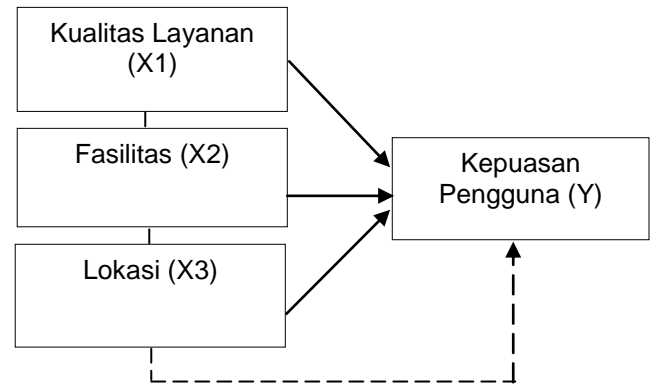 Kualitas Layanan
(X1)
Fasilitas (X2)
Lokasi (X3)
Kepuasan
Pengguna (Y)